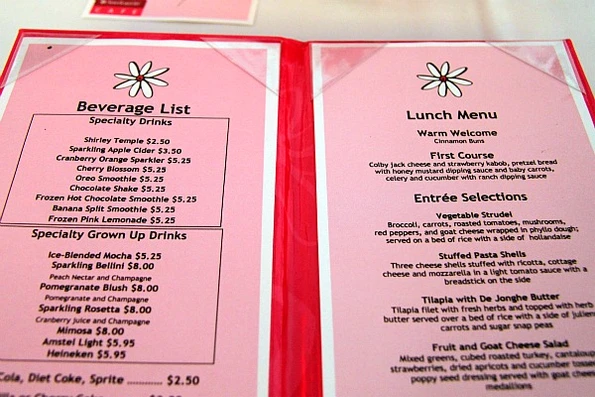 CAFE
Beverage List
Specialty Drinks
Shirley Temple $2.50
Sparkling Apple Cider $3.50
Cranberry Orange Sparkler $5.25
Cherry Blossom $5.25
Oreo Smoothie $5.25
Chocolate Shake $5.25
Frozen Hot Chocolate Smoothie $5.25
Banana Split Smoothie $5.25
Frozen Pink Lemonade $5.25
Specialty Grown Up Drinks
Ice-Blended Mocha $5.25
Sparkling Bellini $8.00
Peach Nectar and Champagne
Pomegranate Blush $8.00
Pomegranate and Champagne
Sparkling Rosetta $8.00
Cranberry Juice and Champagne
Mimosa $8.00
Amstel Light $5.95
Heineken $5.95
Cola, Diet Coke, Sprite ............ $2.50
Lunch Menu
Warm Welcome
Cinnamon Buns
First Course
Colby jack cheese and strawberry kabob, pretzel bread
with honey mustard dipping sauce and baby carrots,
celery and cucumber with ranch dipping sauce
Entrée Selections
Vegetable Strudel
Broccoli, carrots, roasted tomatoes, mushrooms,
red peppers, and goat cheese wrapped in phyllo dough;
served on a bed of rice with a side of hollandaise
Stuffed Pasta Shells
Three cheese shells stuffed with ricotta, cottage
cheese and mozzarella in a light tomato sauce with a
breadstick on the side
Tilapia with De Jonghe Butter
Tilapia filet with fresh herbs and topped with herb
butter served over a bed of rice with a side of julien
carrots and sugar snap peas
Fruit and Goat Cheese Salad
Mixed greens, cubed roasted turkey, cantaloup
strawberries, dried apricots and cucumber tossed
poppy seed dressing served with goat chees
medallions